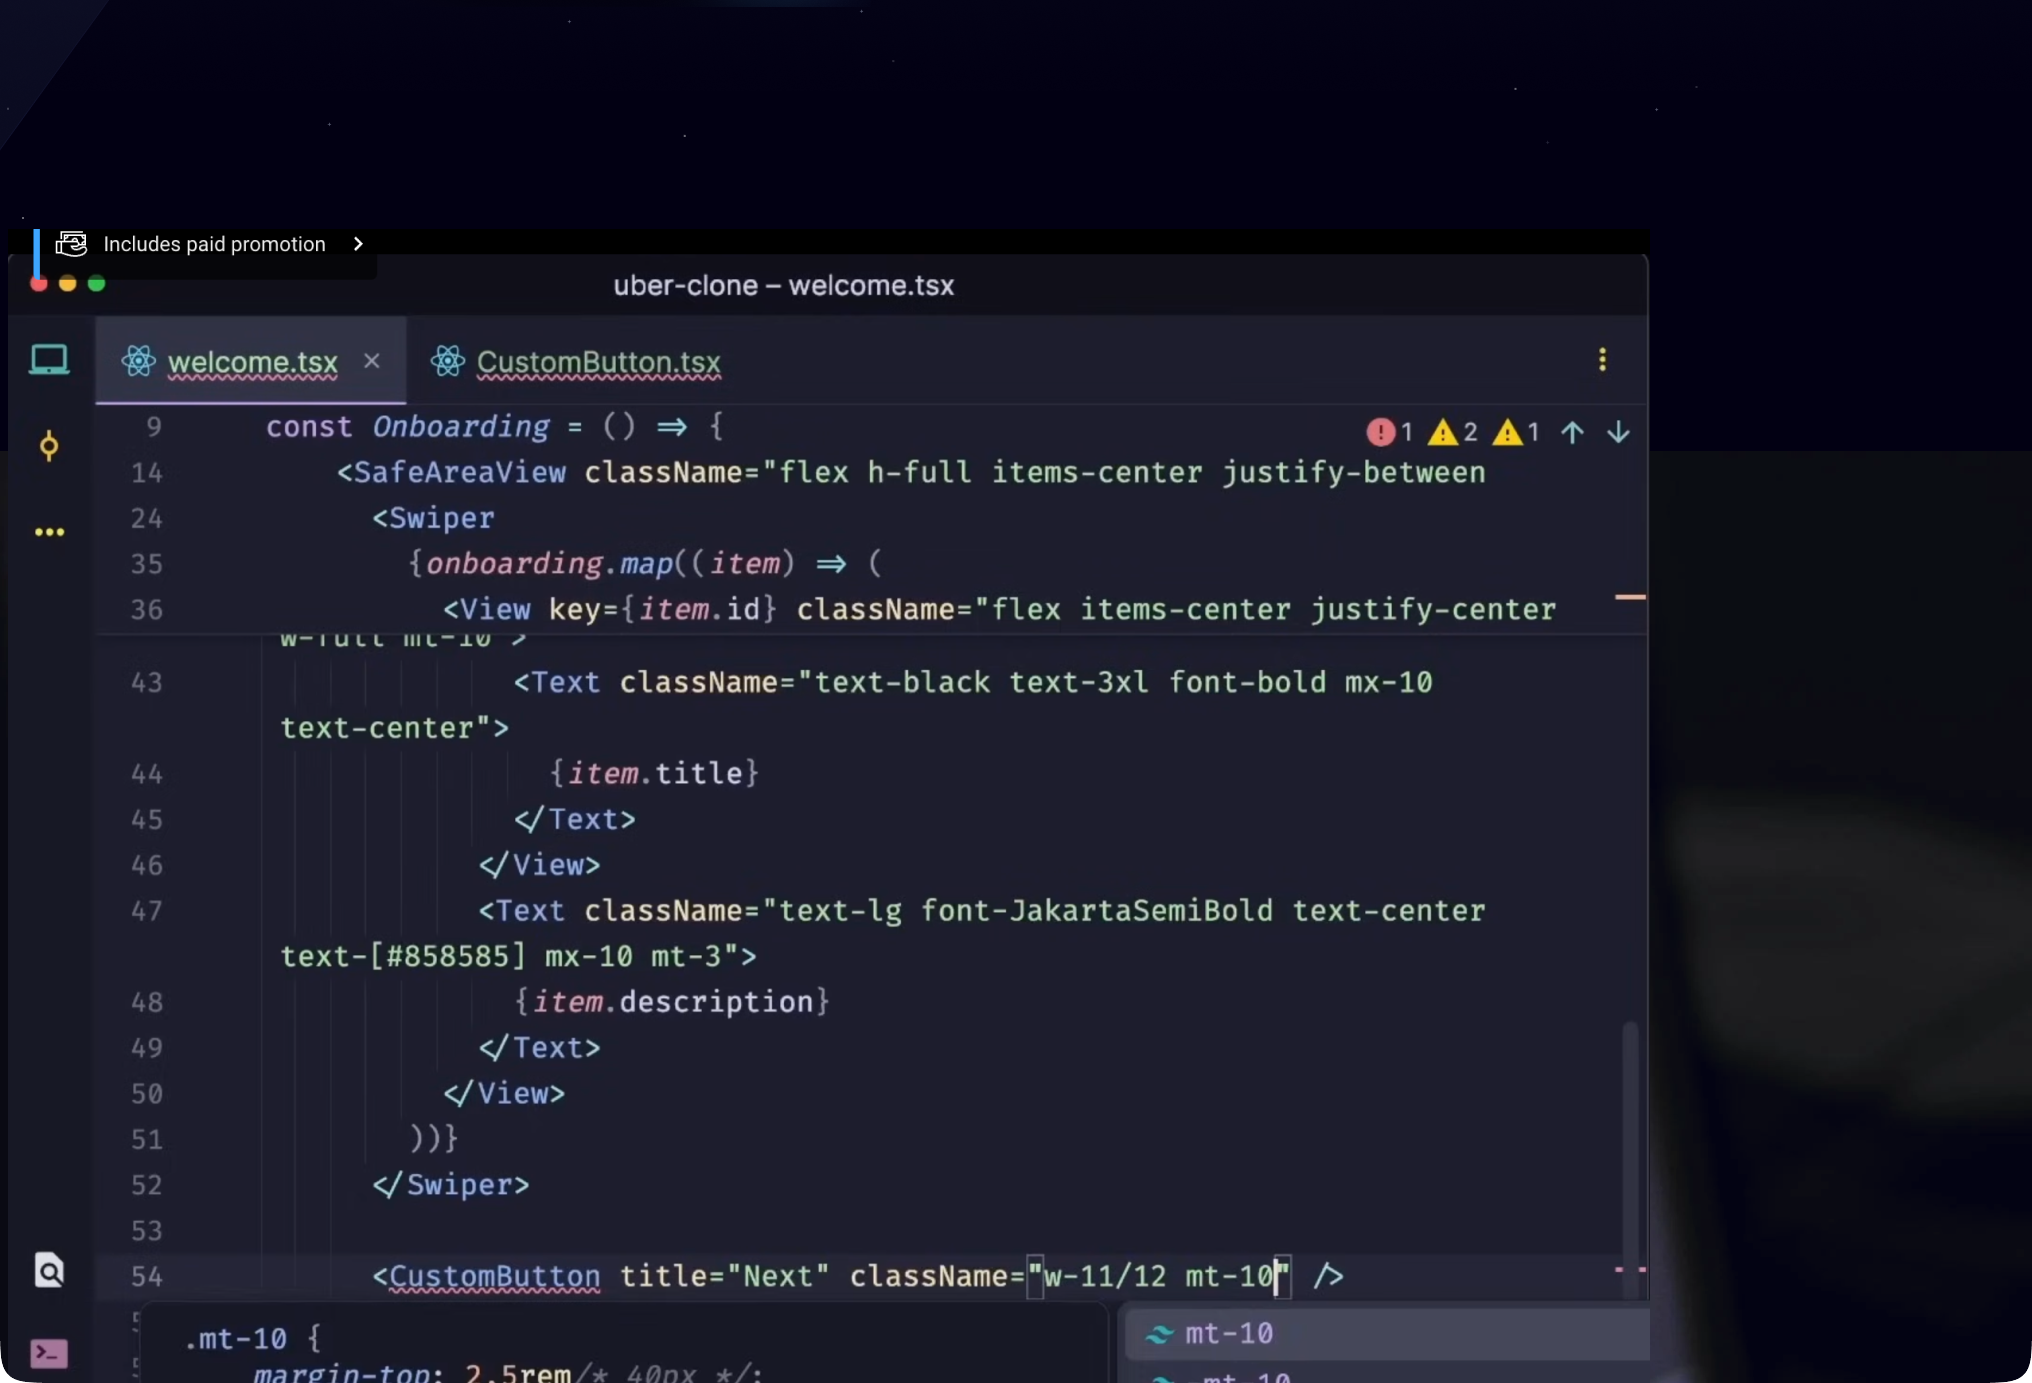 Includes paid promotion
uber-clone – welcome.tsx
welcome.tsx ×
CustomButton.tsx
9 const Onboarding = () => {
1 2 1
14 <SafeAreaView className="flex h-full items-center justify-between
24 <Swiper
35 {onboarding.map((item) => (
36 <View key={item.id} className="flex items-center justify-center
w-full mt-10">
43 <Text className="text-black text-3xl font-bold mx-10
text-center">
44 {item.title}
45 </Text>
46 </View>
47 <Text className="text-lg font-JakartaSemiBold text-center
text-[#858585] mx-10 mt-3">
48 {item.description}
49 </Text>
50 </View>
51 ))}
52 </Swiper>
53
54 <CustomButton title="Next" className="w-11/12 mt-10" />
.mt-10 {
margin-top: 2.5rem/* 40px */;
mt-10
-mt-10